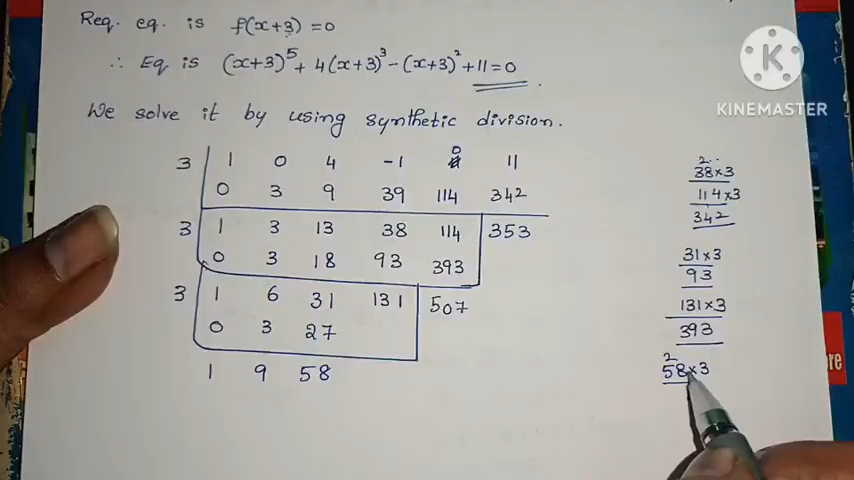 Req. eq. is f(x+3)=0
∴ Eq is (x+3)⁵+4(x+3)³-(x+3)²+11=0.
We solve it by using synthetic division.
3 | 1 0 4 -1 0 11
0 3 9 39 114 342
3 | 1 3 13 38 114 | 353
0 3 18 93 393
3 | 1 6 31 131 | 507
0 3 27
1 9 58
2
38×3
114×3
342
31×3
93
131×3
393
2
58×3
K
KINEMASTER